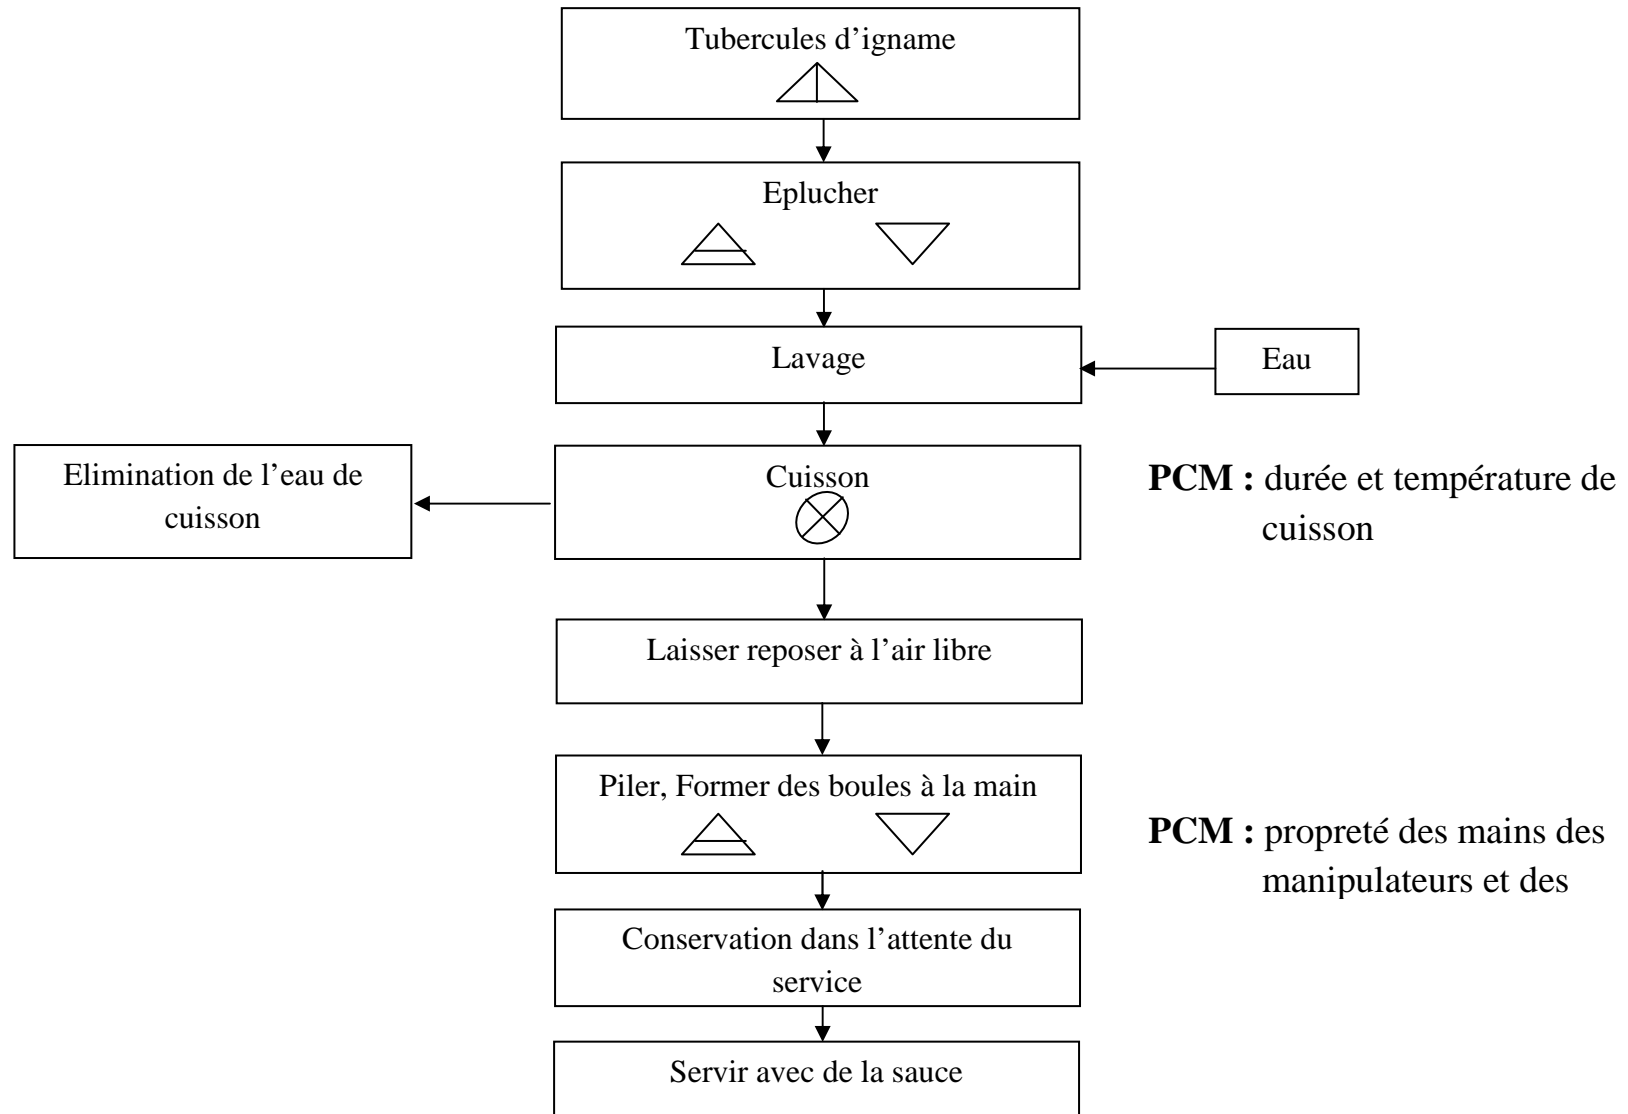 Tubercules d’igname
Eplucher
Lavage
Eau
Elimination de l’eau de
cuisson
Cuisson
PCM : durée et température de
cuisson
Laisser reposer à l’air libre
Piler, Former des boules à la main
PCM : propreté des mains des
manipulateurs et des
Conservation dans l’attente du
service
Servir avec de la sauce